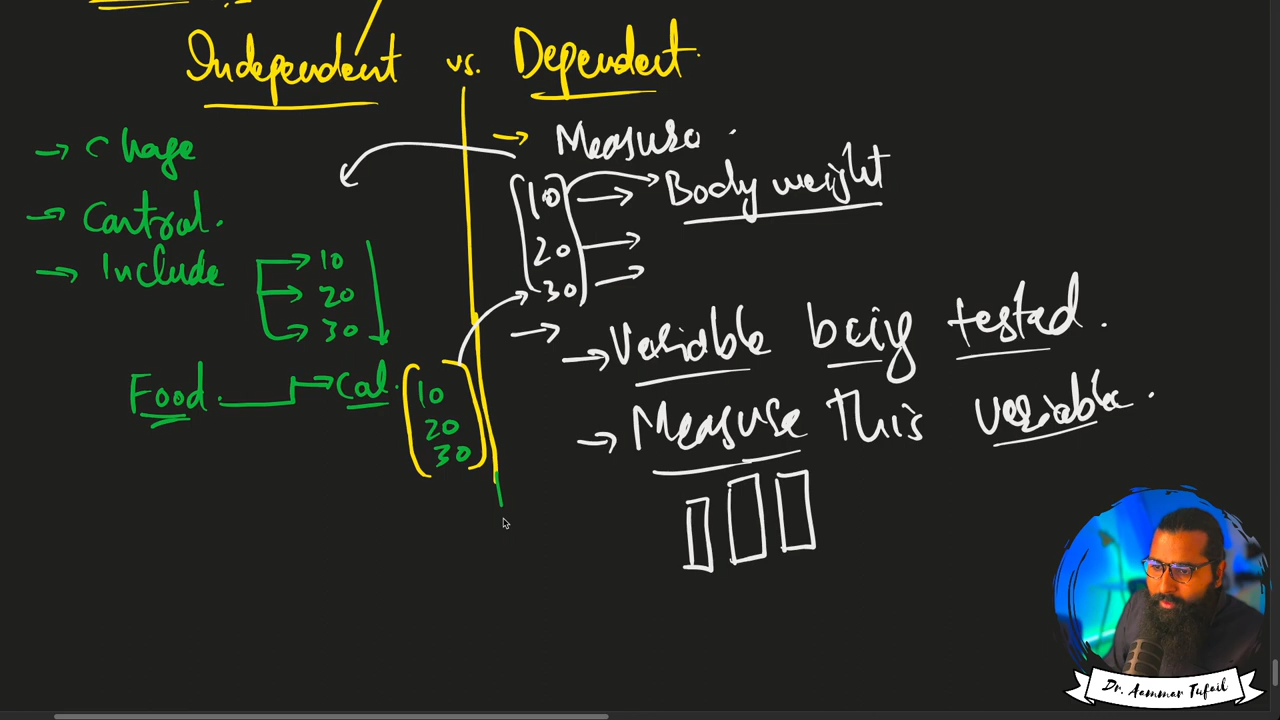 Independent vs. Dependent
→ Chage
→ Control.
→ Include → 10
→ 20
→ 30
Food. → Cal. 10
20
30
→ Measure.
10 → Body weight
20 →
30 →
→
→ Variable being tested.
→ Measure this variable.
Dr. Aammar Tufail